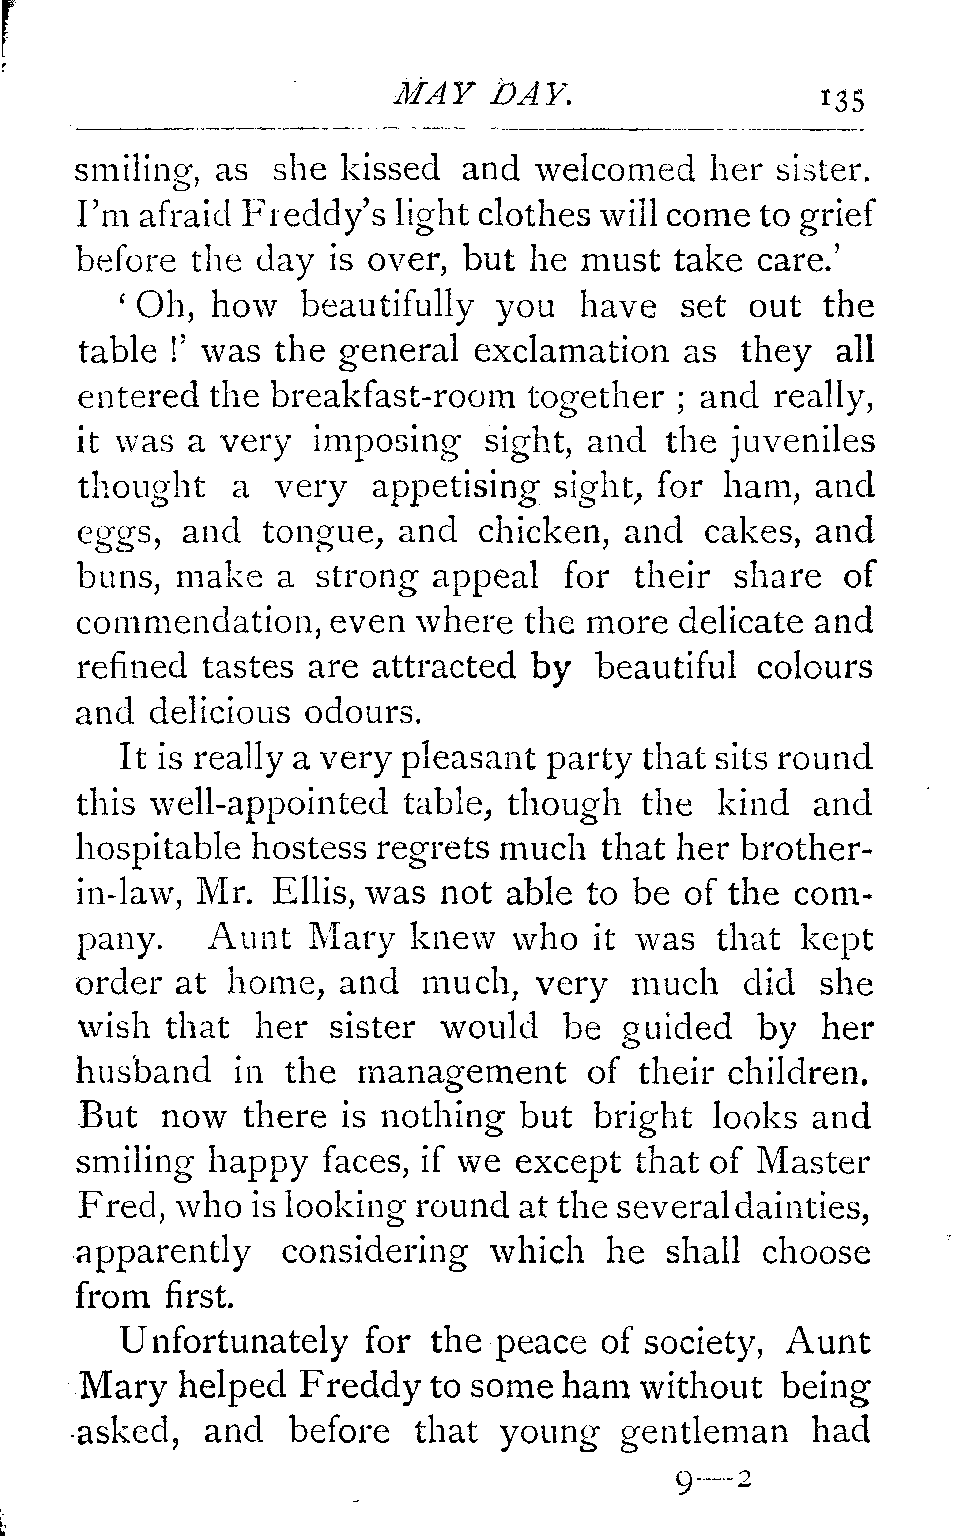 MAY DAY. 135
smiling, as she kissed and welcomed her sister.
I'm afraid Freddy's light clothes will come to grief
before the day is over, but he must take care.'
‘ Oh, how beautifully you have set out the
table !' was the general exclamation as they all
entered the breakfast-room together ; and really,
it was a very imposing sight, and the juveniles
thought a very appetising sight, for ham, and
eggs, and tongue, and chicken, and cakes, and
buns, make a strong appeal for their share of
commendation, even where the more delicate and
refined tastes are attracted by beautiful colours
and delicious odours.
It is really a very pleasant party that sits round
this well-appointed table, though the kind and
hospitable hostess regrets much that her brother-
in-law, Mr. Ellis, was not able to be of the com-
pany. Aunt Mary knew who it was that kept
order at home, and much, very much did she
wish that her sister would be guided by her
husband in the management of their children.
But now there is nothing but bright looks and
smiling happy faces, if we except that of Master
Fred, who is looking round at the several dainties,
apparently considering which he shall choose
from first.
Unfortunately for the peace of society, Aunt
Mary helped Freddy to some ham without being
asked, and before that young gentleman had
9—2